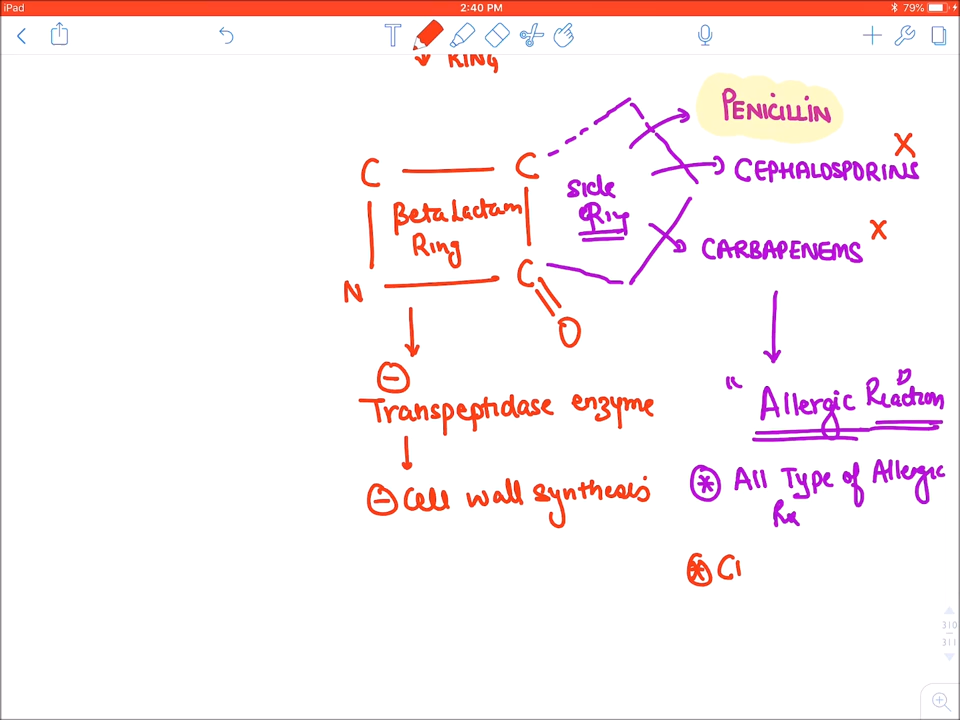 iPad
2:40 PM
79%
T
RING
PENICILLIN
X
CEPHALOSPORINS
C C
Side
Ring
Beta Lactam
Ring
X
CARBAPENEMS
N C
O
"Allergic Reaction
Transpeptidase enzyme
* All Type of Allergic
Rx
Cell wall synthesis
* Cl
310
311